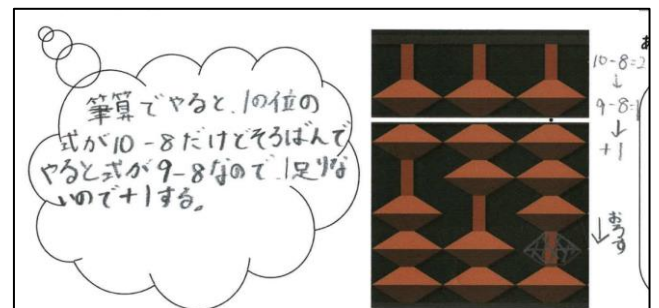 筆算でやると、1の位の
式が10-8だけどそろばんで
やると式が9-8なので、1足りな
いので+1する。
10-8=2
↓
9-8=1
↓
+1
↓
おろす